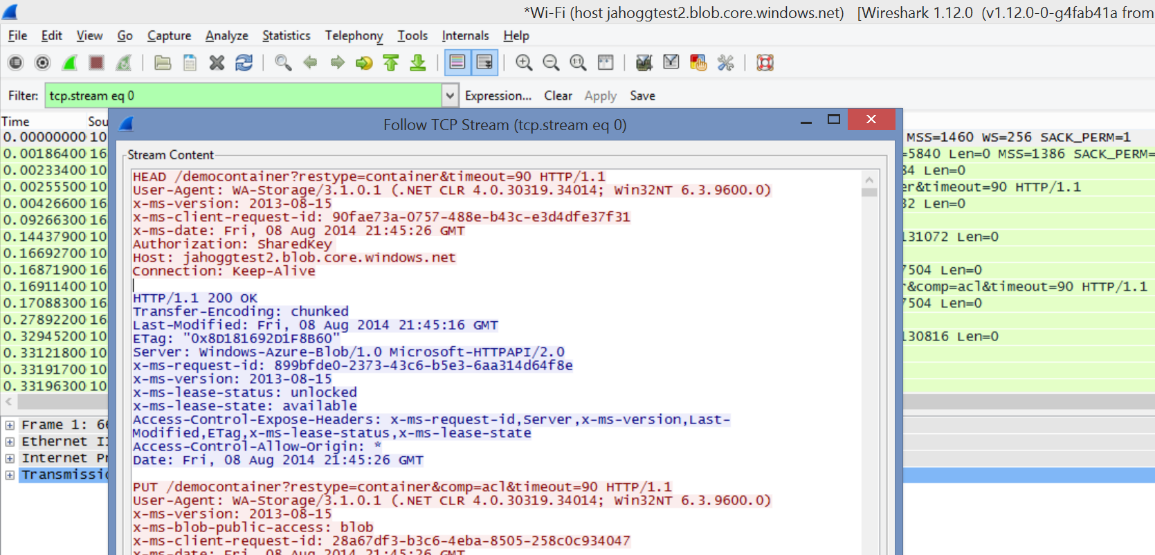 *Wi-Fi (host jahoggtest2.blob.core.windows.net) [Wireshark 1.12.0 (v1.12.0-0-g4fab41a from
File Edit View Go Capture Analyze Statistics Telephony Tools Internals Help
Filter: tcp.stream eq 0 Expression... Clear Apply Save
Time Sou
0.00000000 10 MSS=1460 WS=256 SACK_PERM=1
0.00186400 16 =5840 Len=0 MSS=1386 SACK_PERM=
0.00233400 10 84 Len=0
0.00255500 10 er&timeout=90 HTTP/1.1
0.00426600 16 32 Len=0
0.09266300 16
0.14437900 10 131072 Len=0
0.16692700 10
0.16871900 16 7504 Len=0
0.16911400 10 r&comp=acl&timeout=90 HTTP/1.1
0.17088300 16 7504 Len=0
0.27892200 16
0.32945200 10 130816 Len=0
0.33121800 10
0.33191700 10
0.33196300 10
Frame 1: 66
Ethernet II
Internet Pr
Transmissio
Follow TCP Stream (tcp.stream eq 0)
Stream Content
HEAD /democontainer?restype=container&timeout=90 HTTP/1.1
User-Agent: WA-Storage/3.1.0.1 (.NET CLR 4.0.30319.34014; Win32NT 6.3.9600.0)
x-ms-version: 2013-08-15
x-ms-client-request-id: 90fae73a-0757-488e-b43c-e3d4dfe37f31
x-ms-date: Fri, 08 Aug 2014 21:45:26 GMT
Authorization: SharedKey
Host: jahoggtest2.blob.core.windows.net
Connection: Keep-Alive
HTTP/1.1 200 OK
Transfer-Encoding: chunked
Last-Modified: Fri, 08 Aug 2014 21:45:16 GMT
ETag: "0x8D181692D1F8B60"
Server: Windows-Azure-Blob/1.0 Microsoft-HTTPAPI/2.0
x-ms-request-id: 899bfde0-2373-43c6-b5e3-6aa314d64f8e
x-ms-version: 2013-08-15
x-ms-lease-status: unlocked
x-ms-lease-state: available
Access-Control-Expose-Headers: x-ms-request-id,Server,x-ms-version,Last-
Modified,ETag,x-ms-lease-status,x-ms-lease-state
Access-Control-Allow-Origin: *
Date: Fri, 08 Aug 2014 21:45:26 GMT
PUT /democontainer?restype=container&comp=acl&timeout=90 HTTP/1.1
User-Agent: WA-Storage/3.1.0.1 (.NET CLR 4.0.30319.34014; Win32NT 6.3.9600.0)
x-ms-version: 2013-08-15
x-ms-blob-public-access: blob
x-ms-client-request-id: 28a67df3-b3c6-4eba-8505-258c0c934047
x-ms-date: Fri, 08 Aug 2014 21:45:26 GMT